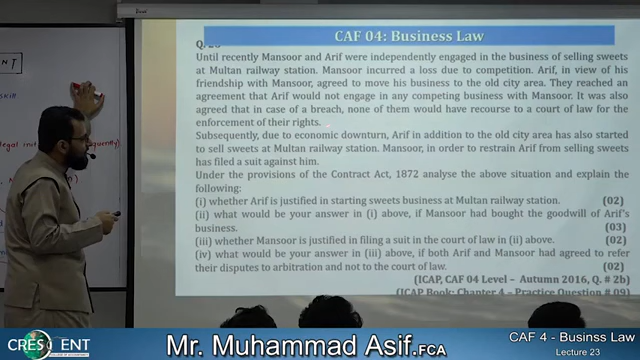 CAF 04: Business Law
Until recently Mansoor and Arif were independently engaged in the business of selling sweets
at Multan railway station. Mansoor incurred a loss due to competition. Arif, in view of his
friendship with Mansoor, agreed to move his business to the old city area. They reached an
agreement that Arif would not engage in any competing business with Mansoor. It was also
agreed that in case of a breach, none of them would have recourse to a court of law for the
enforcement of their rights.
Subsequently, due to economic downturn, Arif in addition to the old city area has also started
to sell sweets at Multan railway station. Mansoor, in order to restrain Arif from selling sweets
has filed a suit against him.
Under the provisions of the Contract Act, 1872 analyse the above situation and explain the
following:
(i) whether Arif is justified in starting sweets business at Multan railway station. (02)
(ii) what would be your answer in (i) above, if Mansoor had bought the goodwill of Arif's
business. (03)
(iii) whether Mansoor is justified in filing a suit in the court of law in (ii) above. (02)
(iv) what would be your answer in (iii) above, if both Arif and Mansoor had agreed to refer
their disputes to arbitration and not to the court of law. (02)
(ICAP, CAF 04 Level – Autumn 2016, Q. # 2b)
(ICAP Book: Chapter 4 – Practice Question # 09)
skill
CRESCENT
Mr. Muhammad Asif.FCA
CAF 4 - Businss Law
Lecture 23